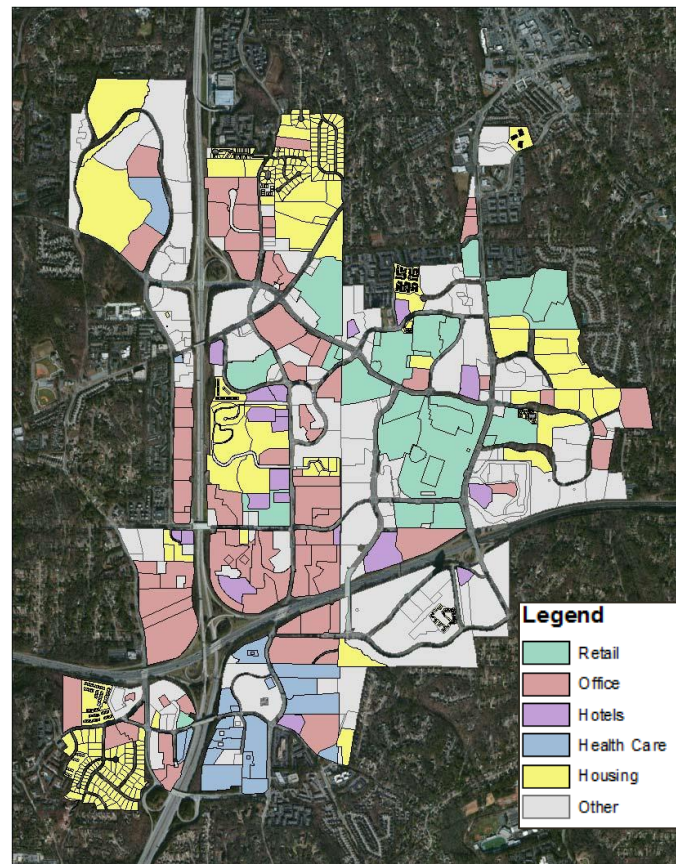 Legend
Retail
Office
Hotels
Health Care
Housing
Other